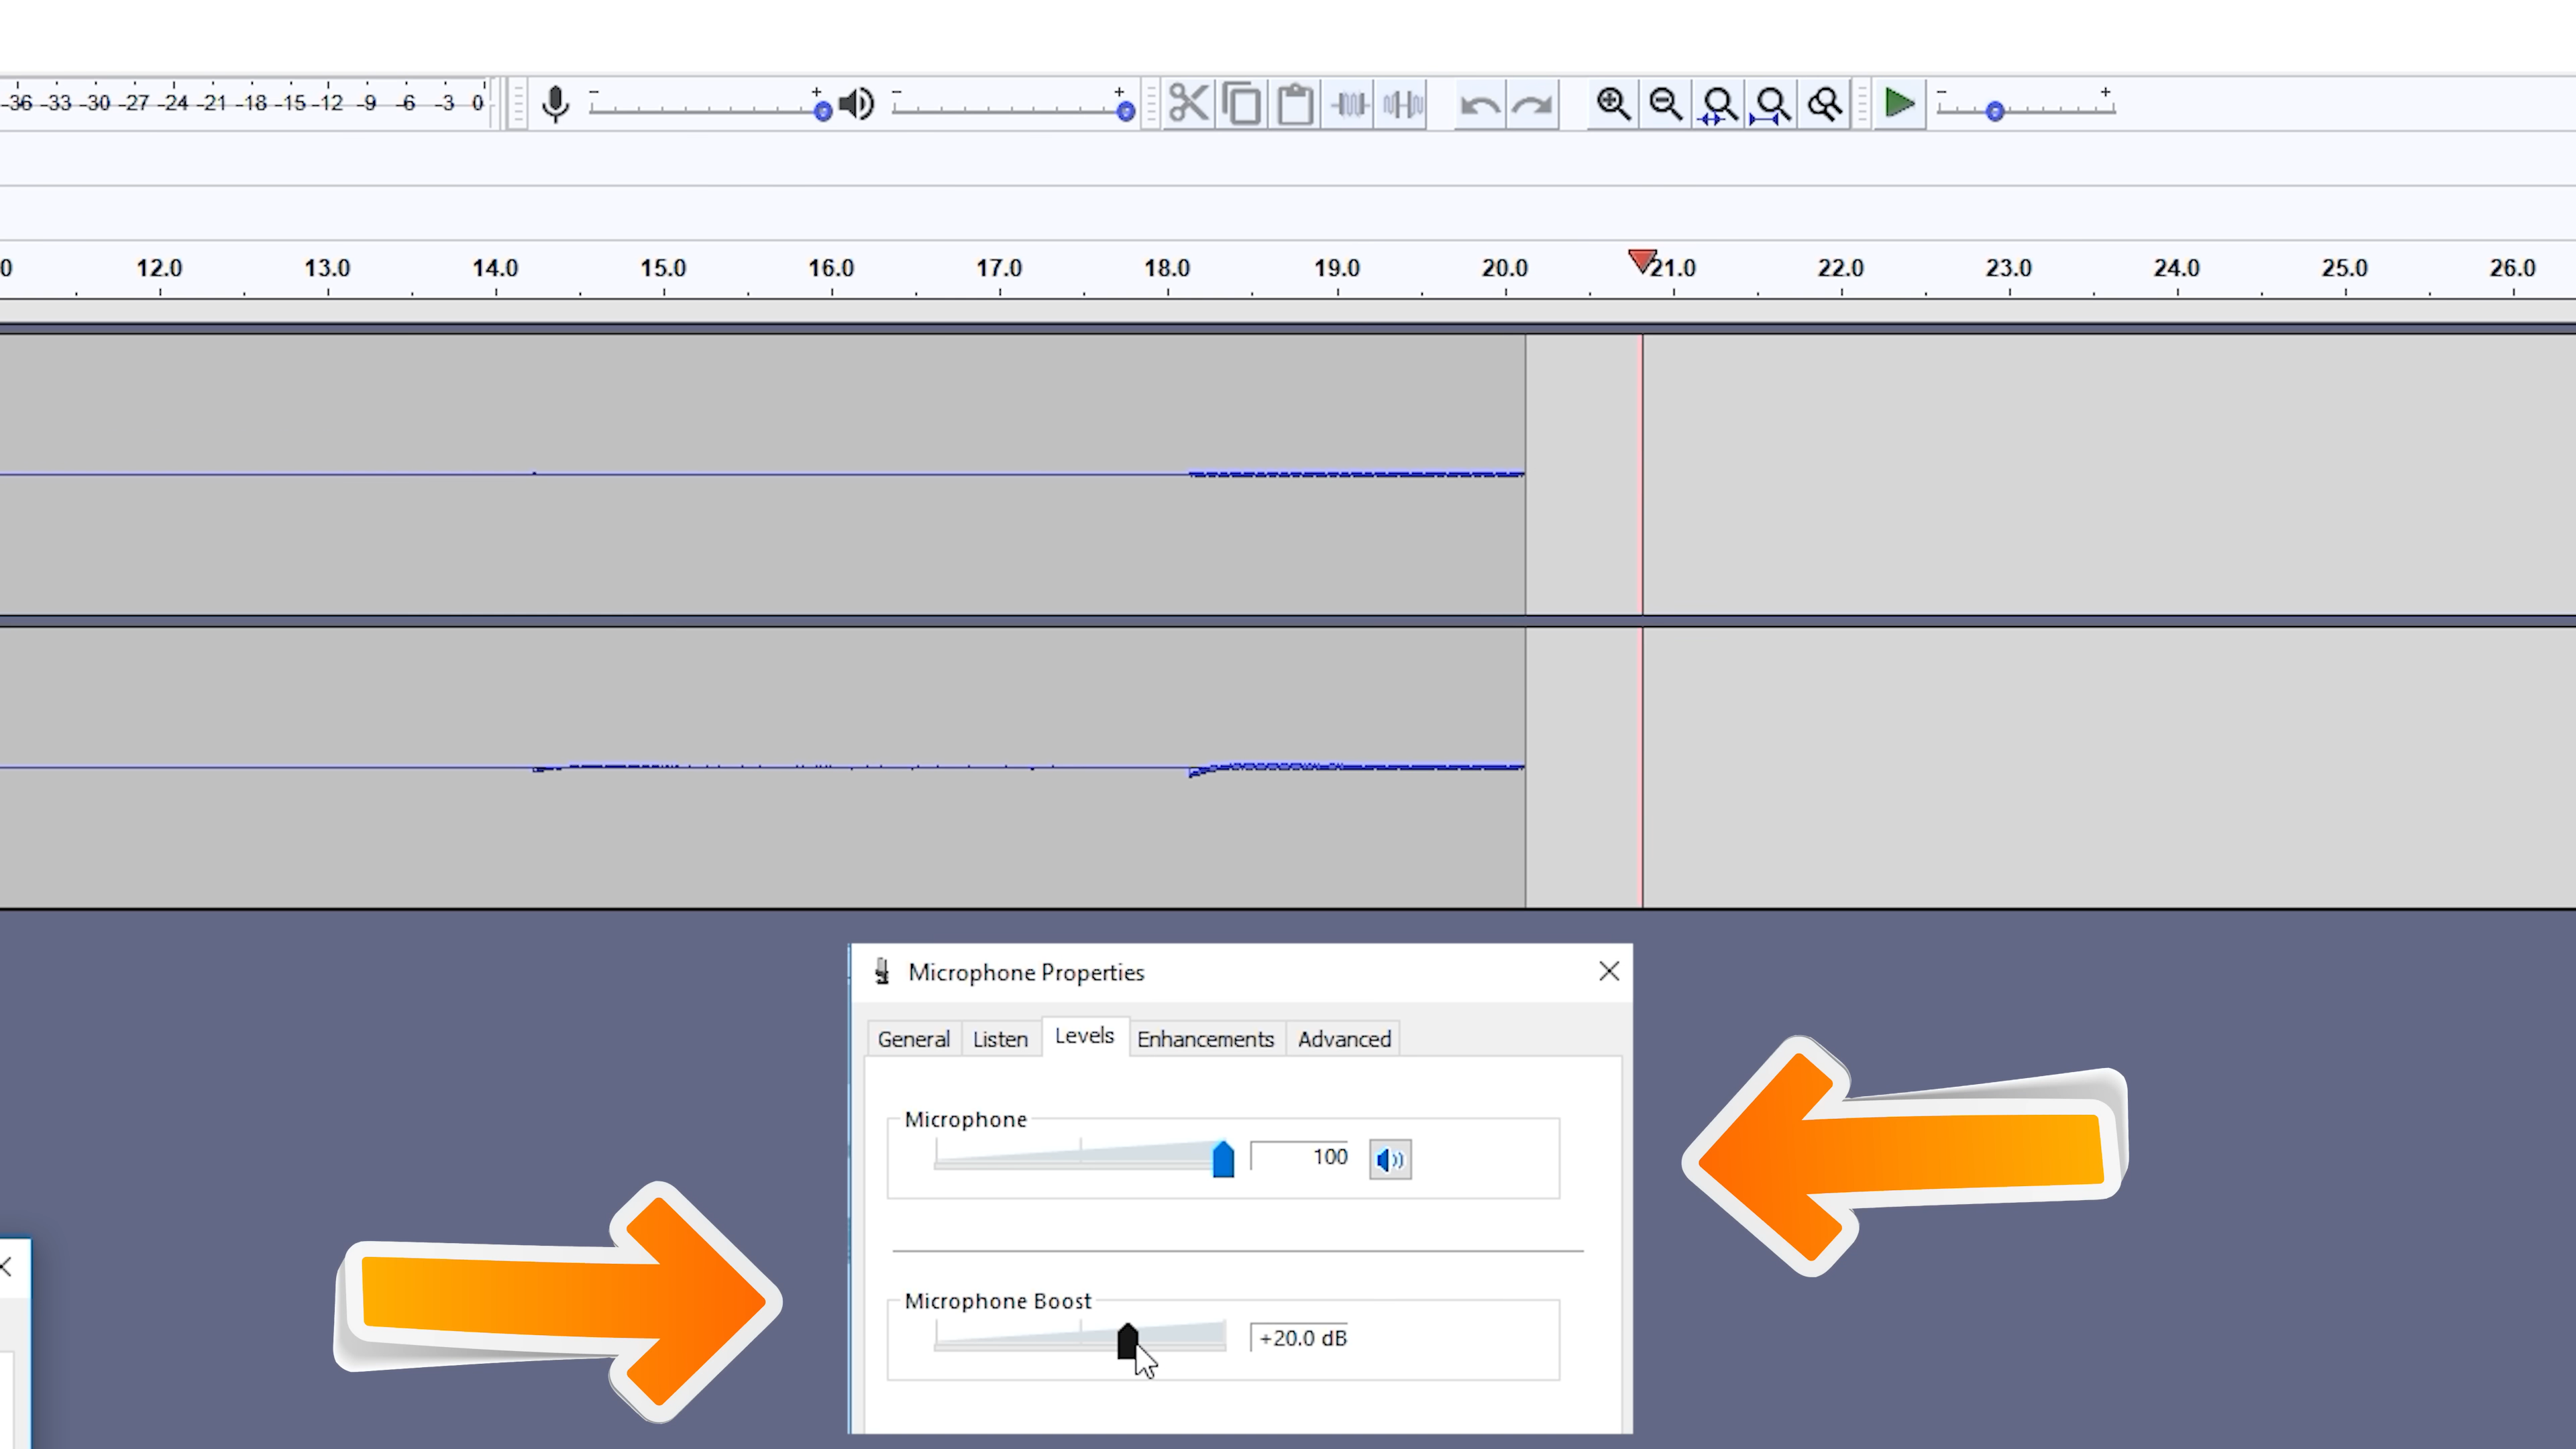 -36 -33 -30 -27 -24 -21 -18 -15 -12 -9 -6 -3 0
- + - + - +
0 12.0 13.0 14.0 15.0 16.0 17.0 18.0 19.0 20.0 21.0 22.0 23.0 24.0 25.0 26.0
Microphone Properties
General Listen Levels Enhancements Advanced
Microphone
100
Microphone Boost
+20.0 dB